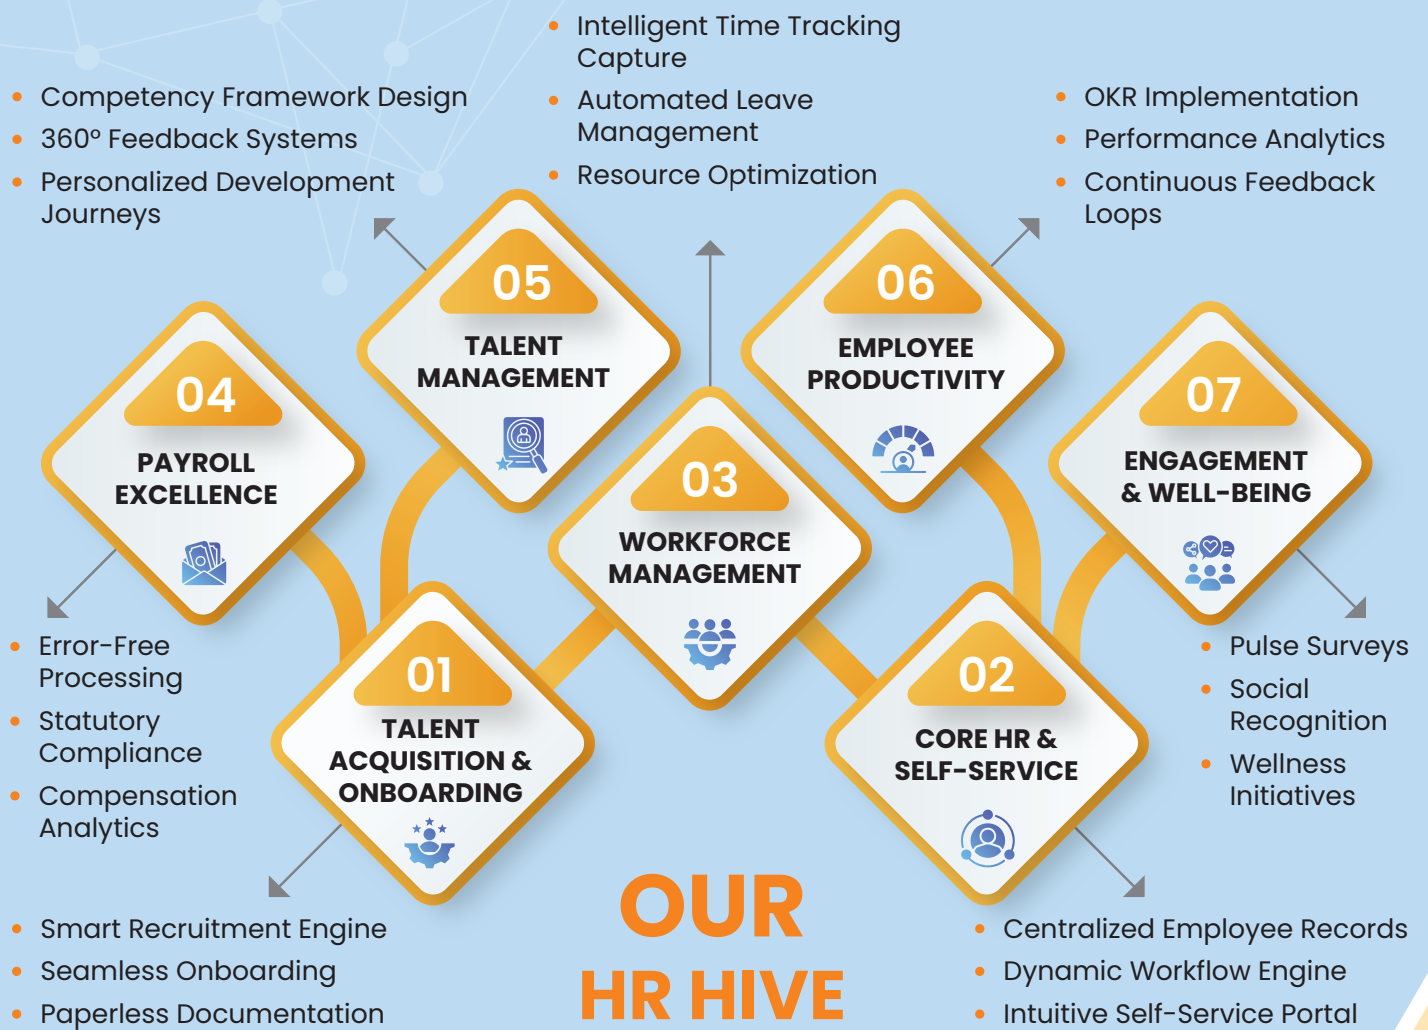 • Intelligent Time Tracking
Capture
• Automated Leave
Management
• Resource Optimization
• Competency Framework Design
• 360° Feedback Systems
• Personalized Development
Journeys
• OKR Implementation
• Performance Analytics
• Continuous Feedback
Loops
05
TALENT
MANAGEMENT
06
EMPLOYEE
PRODUCTIVITY
04
PAYROLL
EXCELLENCE
07
ENGAGEMENT
& WELL-BEING
03
WORKFORCE
MANAGEMENT
• Error-Free
Processing
• Statutory
Compliance
• Compensation
Analytics
01
TALENT
ACQUISITION &
ONBOARDING
02
CORE HR &
SELF-SERVICE
• Pulse Surveys
• Social
Recognition
• Wellness
Initiatives
• Smart Recruitment Engine
• Seamless Onboarding
• Paperless Documentation
OUR
HR HIVE
• Centralized Employee Records
• Dynamic Workflow Engine
• Intuitive Self-Service Portal